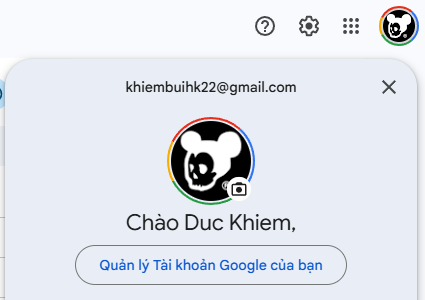 khiembuihk22@gmail.com
Chào Duc Khiem,
Quản lý Tài khoản Google của bạn